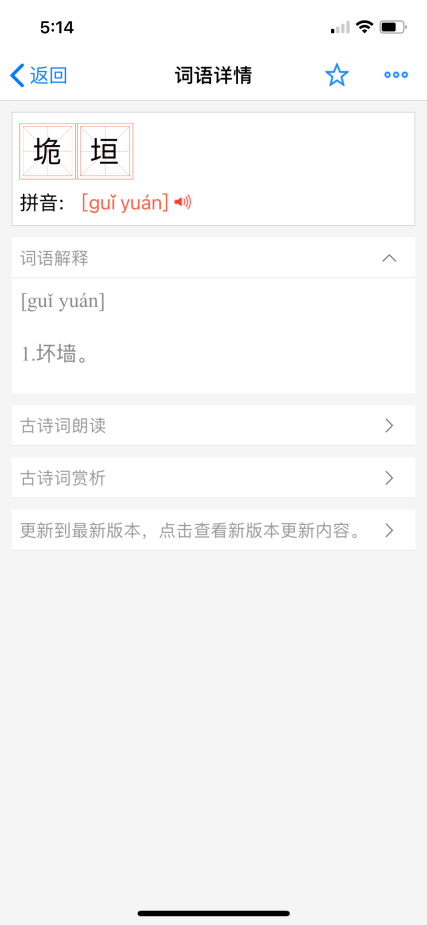 5:14
返回
词语详情
垝垣
拼音： [guǐ yuán]
词语解释
[guǐ yuán]
1.坏墙。
古诗词朗读
古诗词赏析
更新到最新版本，点击查看新版本更新内容。